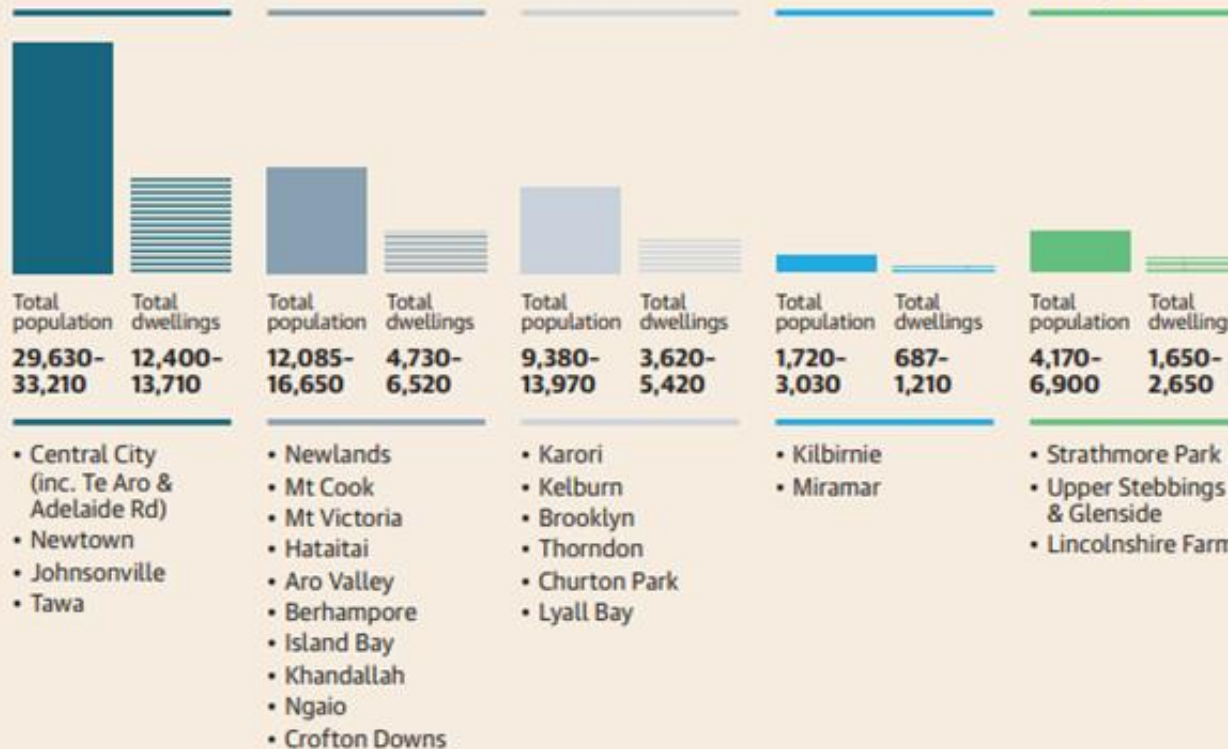 Total
population
29,630–
33,210
Total
dwellings
12,400–
13,710
• Central City
(inc. Te Aro &
Adelaide Rd)
• Newtown
• Johnsonville
• Tawa
Total
population
12,085–
16,650
Total
dwellings
4,730–
6,520
• Newlands
• Mt Cook
• Mt Victoria
• Hataitai
• Aro Valley
• Berhampore
• Island Bay
• Khandallah
• Ngaio
• Crofton Downs
Total
population
9,380–
13,970
Total
dwellings
3,620–
5,420
• Karori
• Kelburn
• Brooklyn
• Thorndon
• Churton Park
• Lyall Bay
Total
population
1,720–
3,030
Total
dwellings
687–
1,210
• Kilbirnie
• Miramar
Total
population
4,170–
6,900
Total
dwelling
1,650–
2,650
• Strathmore Park
• Upper Stebbings
& Glenside
• Lincolnshire Farm